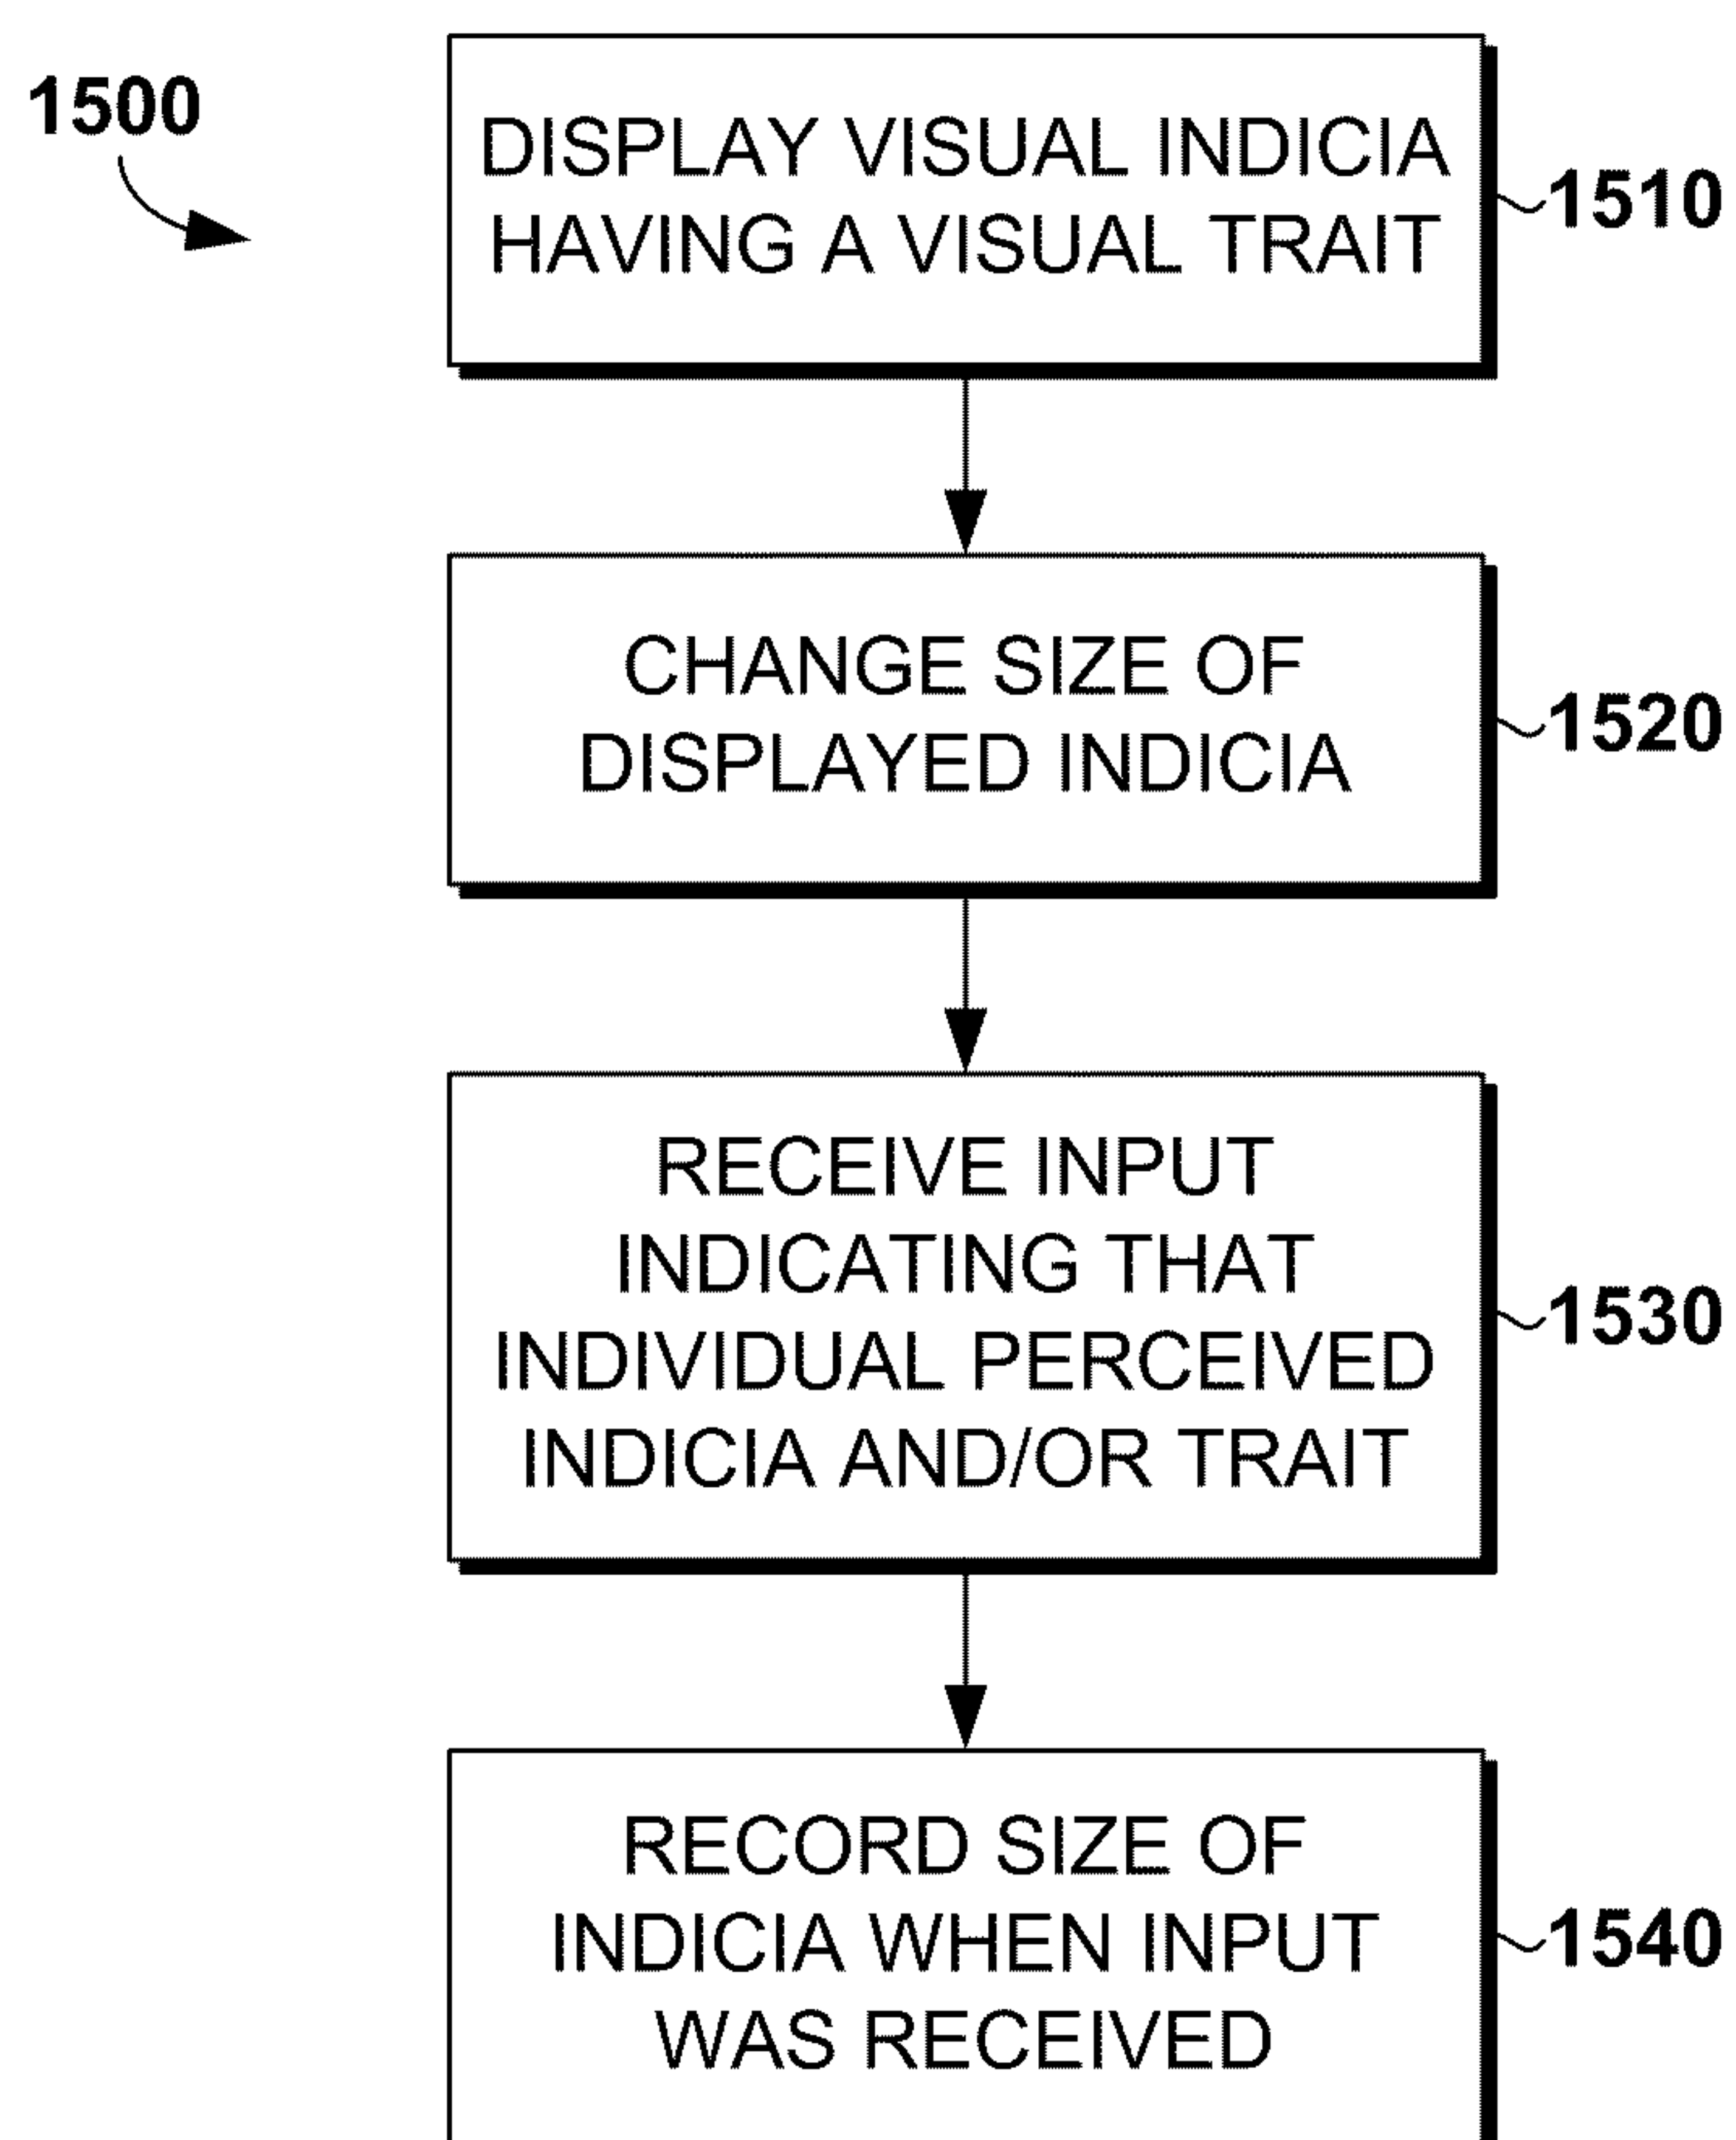 1500
DISPLAY VISUAL INDICIA
HAVING A VISUAL TRAIT
1510
CHANGE SIZE OF
DISPLAYED INDICIA
1520
RECEIVE INPUT
INDICATING THAT
INDIVIDUAL PERCEIVED
INDICIA AND/OR TRAIT
1530
RECORD SIZE OF
INDICIA WHEN INPUT
WAS RECEIVED
1540